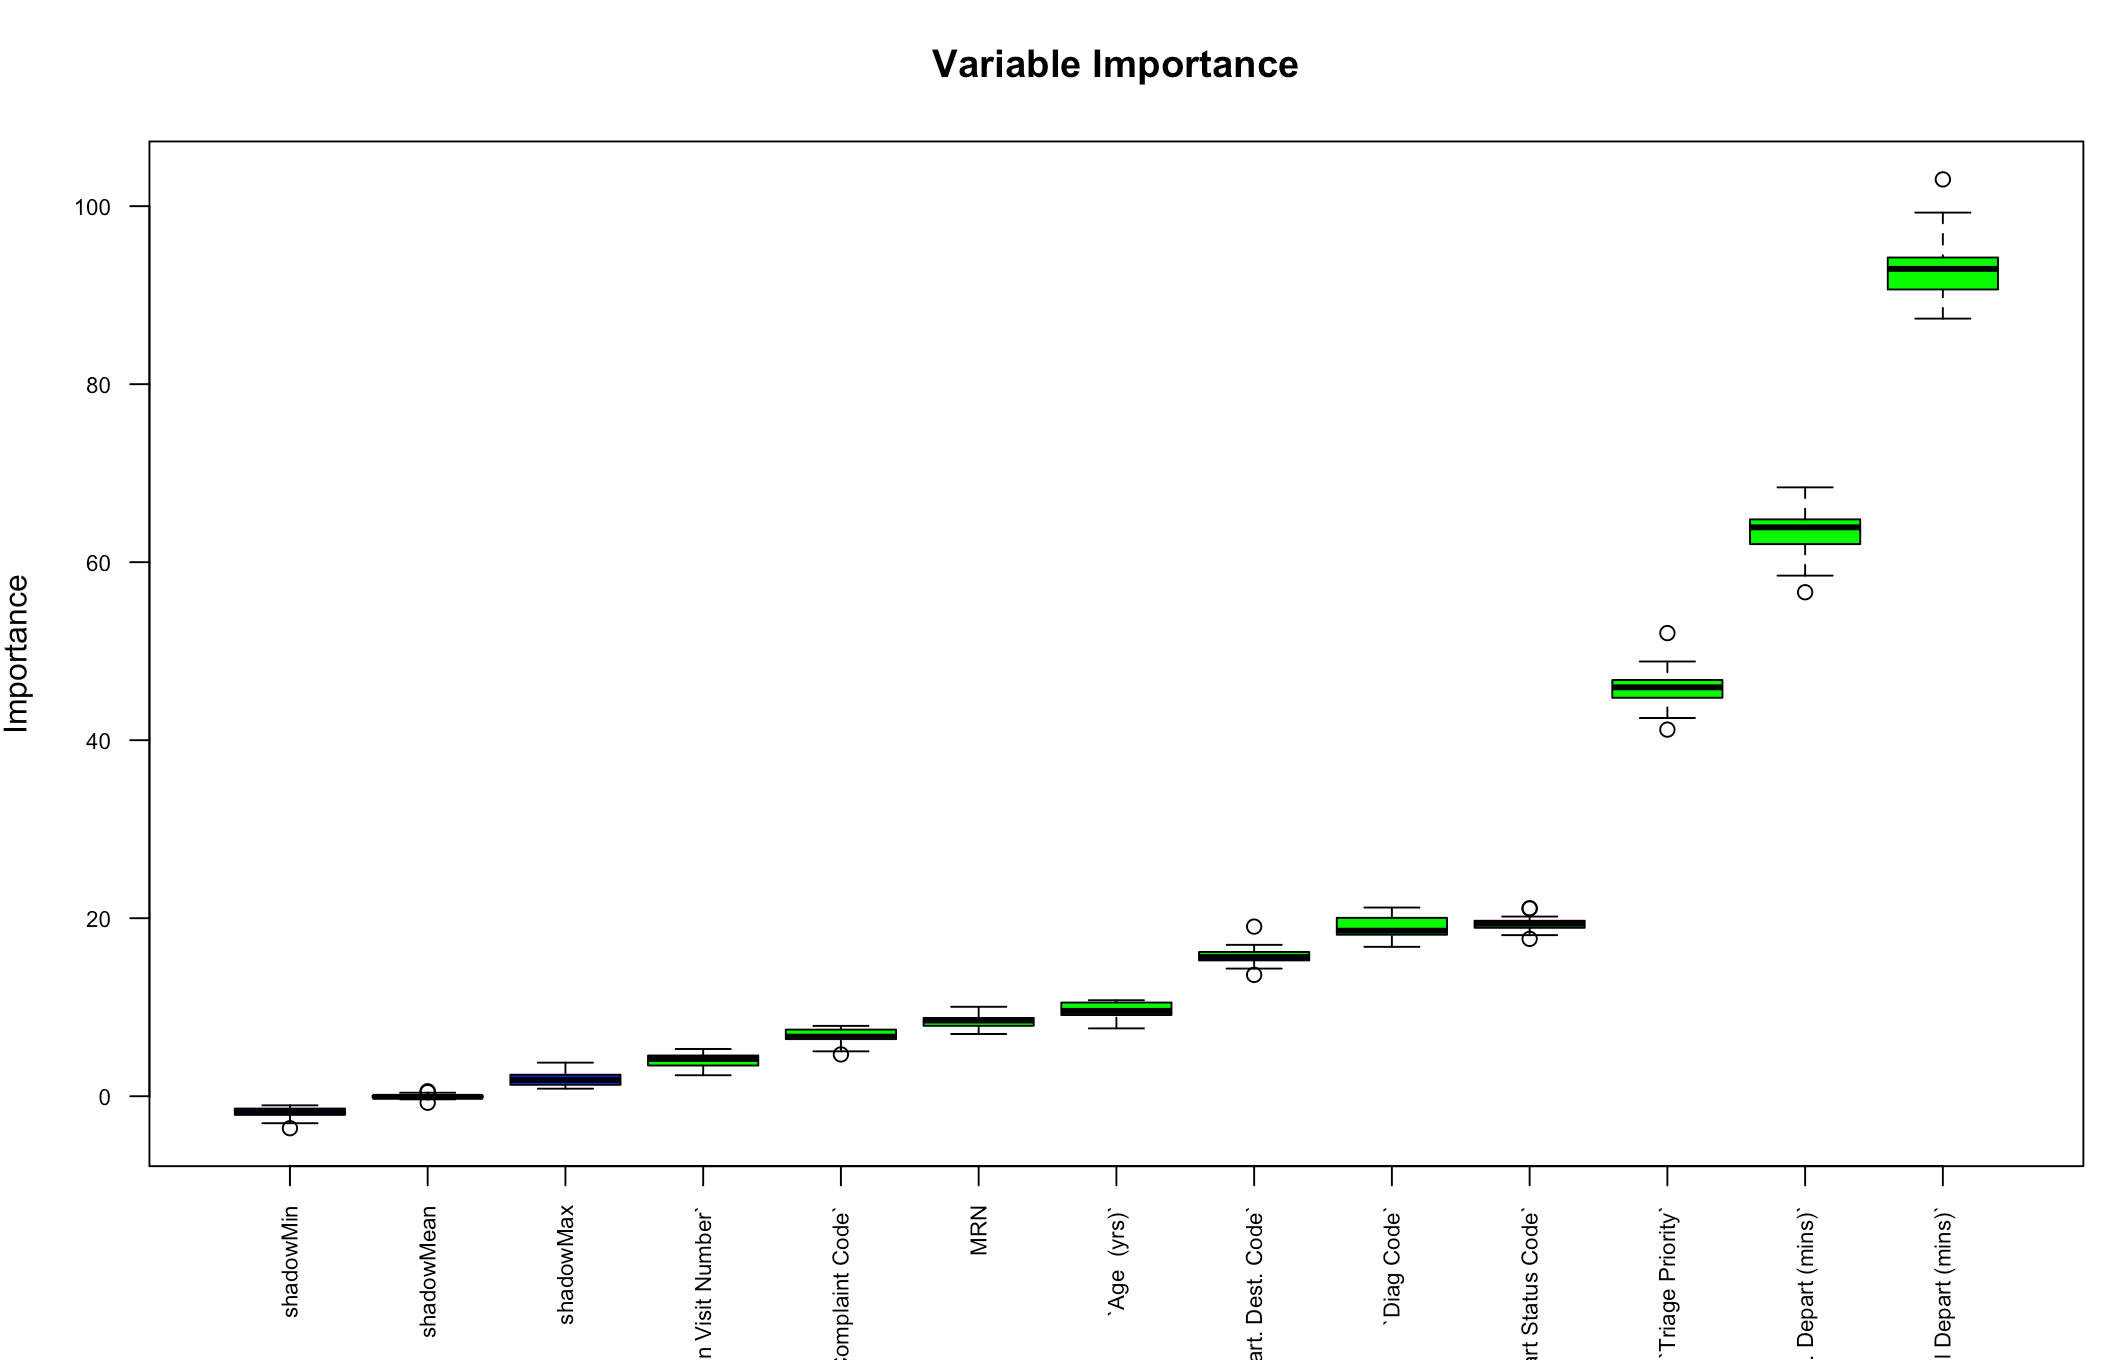 Variable Importance
Importance
100
80
60
40
20
0
shadowMin
shadowMean
shadowMax
n Visit Number`
Complaint Code`
MRN
`Age  (yrs)`
art. Dest. Code`
`Diag Code`
art Status Code`
`Triage Priority`
. Depart (mins)`
l Depart (mins)`